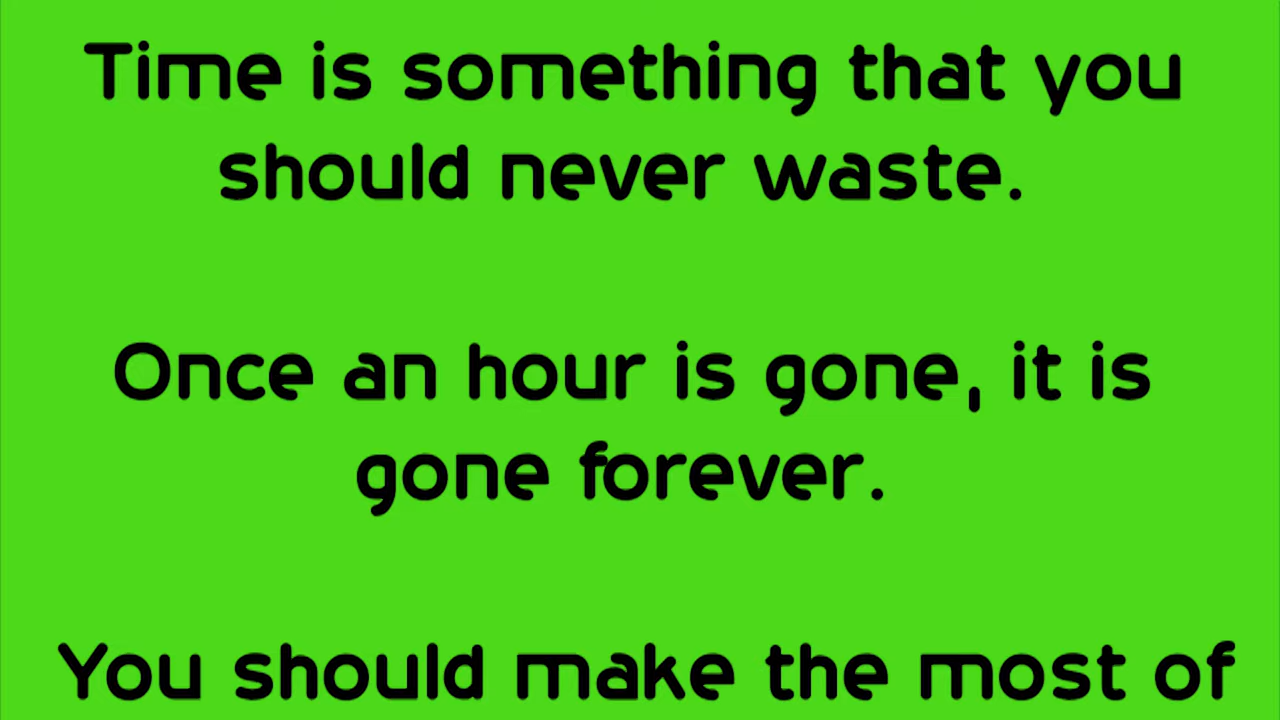 Time is something that you
should never waste.
Once an hour is gone, it is
gone forever.
You should make the most of